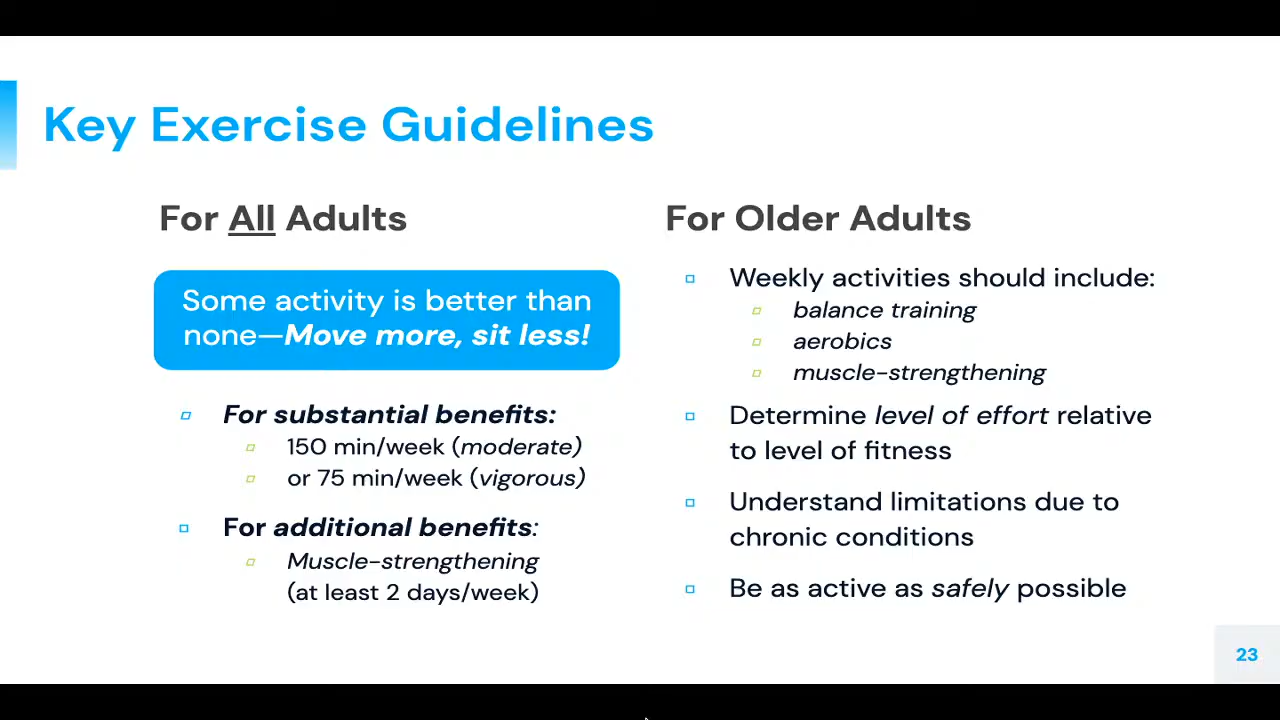 Key Exercise Guidelines
For All Adults
Some activity is better than
none—Move more, sit less!
For substantial benefits:
150 min/week (moderate)
or 75 min/week (vigorous)
For additional benefits:
Muscle-strengthening
(at least 2 days/week)
For Older Adults
Weekly activities should include:
balance training
aerobics
muscle-strengthening
Determine level of effort relative
to level of fitness
Understand limitations due to
chronic conditions
Be as active as safely possible
23